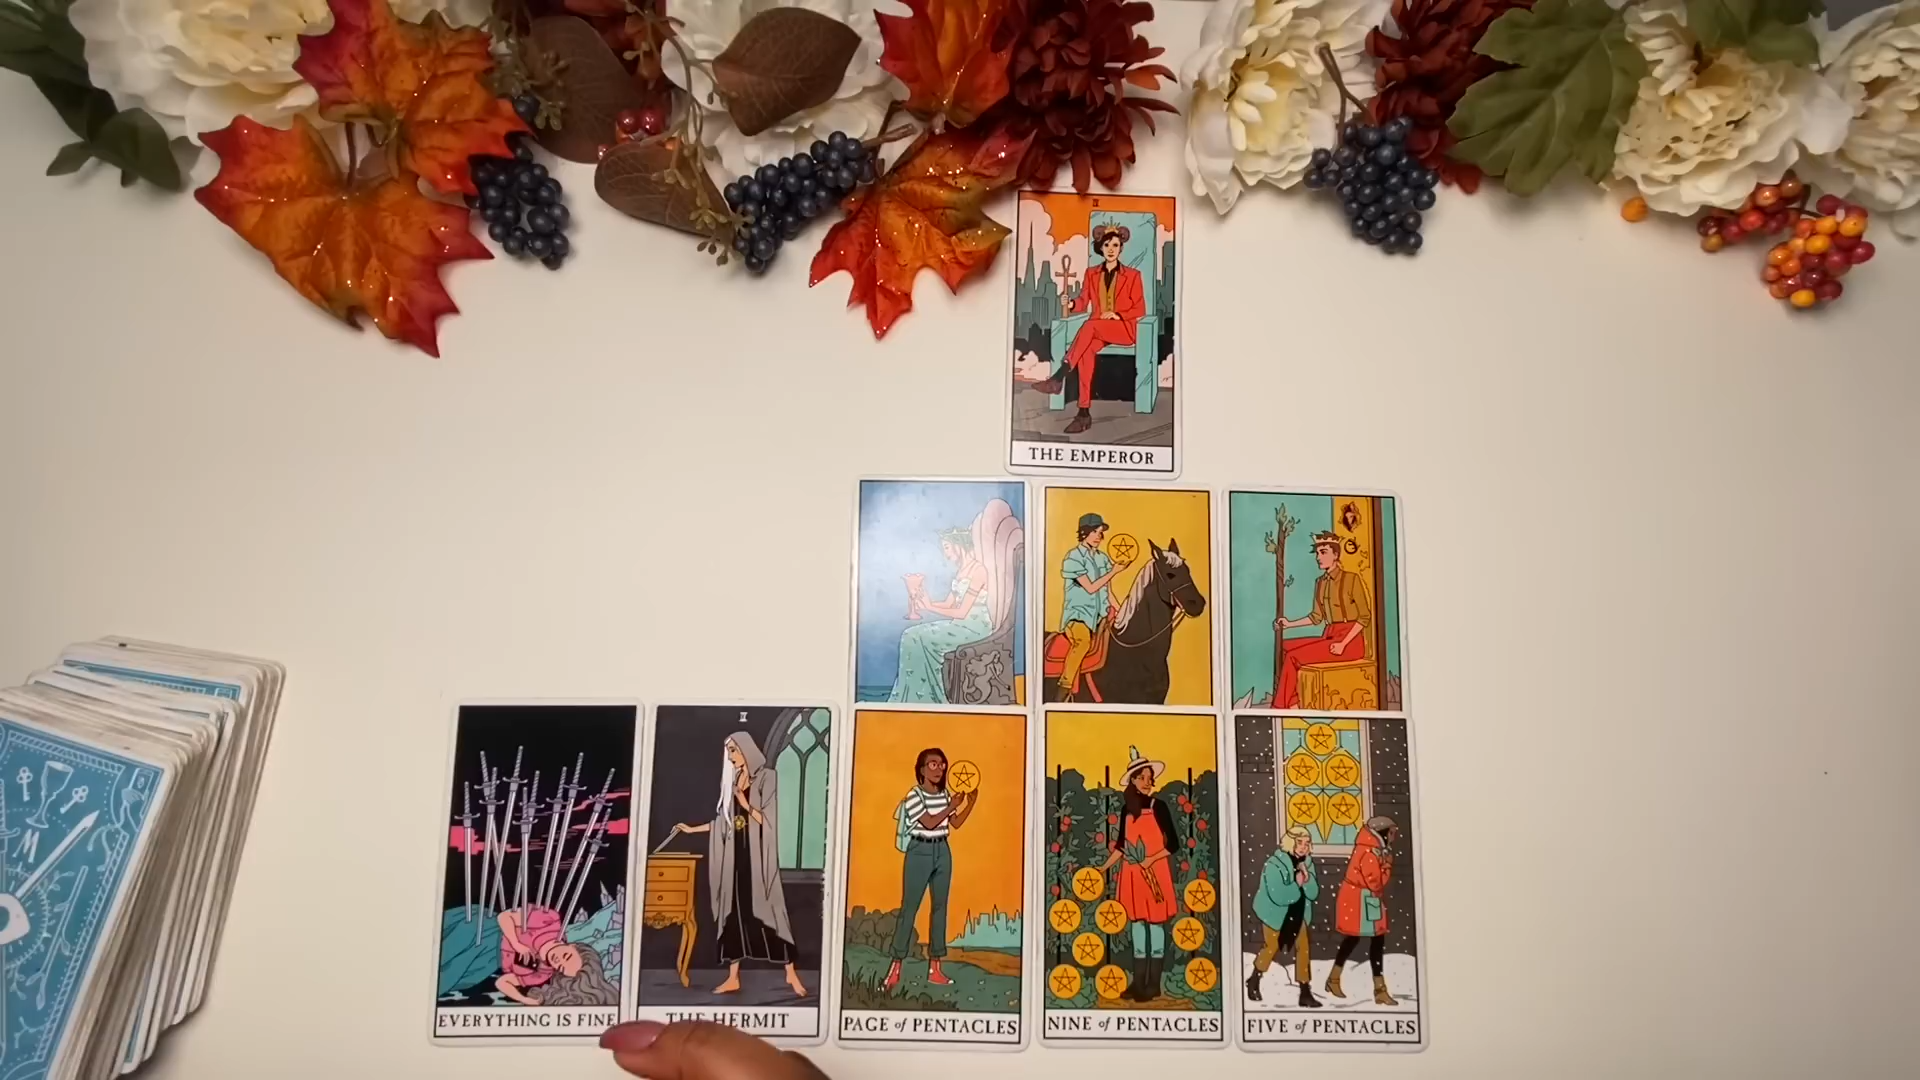 THE EMPEROR
EVERYTHING IS FINE
THE HERMIT
PAGE of PENTACLES
NINE of PENTACLES
FIVE of PENTACLES